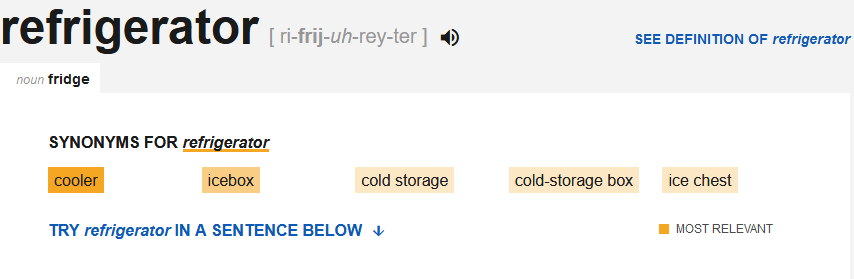 refrigerator [ ri-frij-uh-rey-ter ]
SEE DEFINITION OF refrigerator
noun fridge
SYNONYMS FOR refrigerator
cooler icebox cold storage cold-storage box ice chest
TRY refrigerator IN A SENTENCE BELOW ↓
MOST RELEVANT